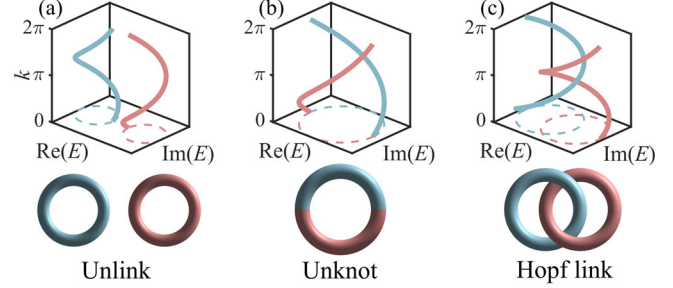 (a)
2π
π
0
k
Re(E)
Im(E)
Unlink
(b)
2π
π
0
Re(E)
Im(E)
Unknot
(c)
2π
π
0
Re(E)
Im(E)
Hopf link